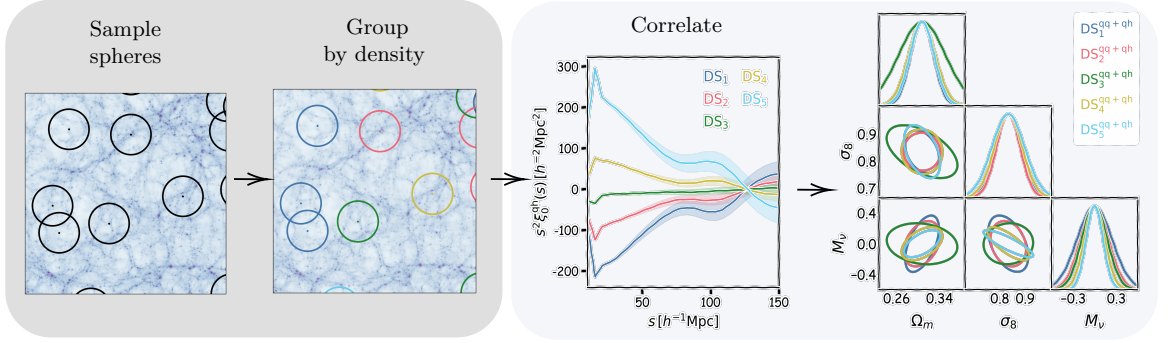 Sample
spheres
Group
by density
Correlate
300
200
100
0
-100
-200
s²ξ₀^qh(s) [h⁻²Mpc²]
DS₁ DS₄
DS₂ DS₅
DS₃
50 100 150
s [h⁻¹Mpc]
DS₁^qq + qh
DS₂^qq + qh
DS₃^qq + qh
DS₄^qq + qh
DS₅^qq + qh
0.9
0.8
0.7
σ₈
0.4
0.0
−0.4
M_ν
0.26 0.34 0.8 0.9 −0.3 0.3
Ω_m σ₈ M_ν